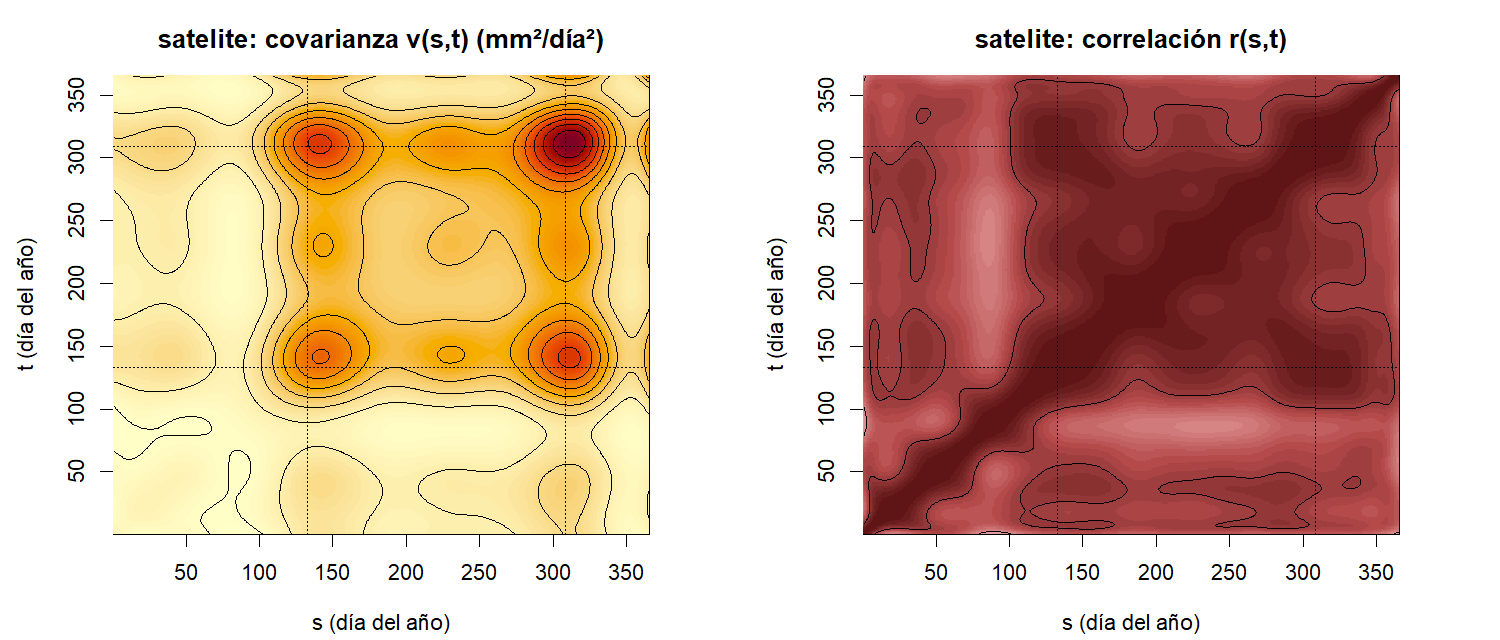 satelite: covarianza v(s,t) (mm²/día²)
350
300
250
200
150
100
50
t (día del año)
50 100 150 200 250 300 350
s (día del año)
satelite: correlación r(s,t)
350
300
250
200
150
100
50
t (día del año)
50 100 150 200 250 300 350
s (día del año)